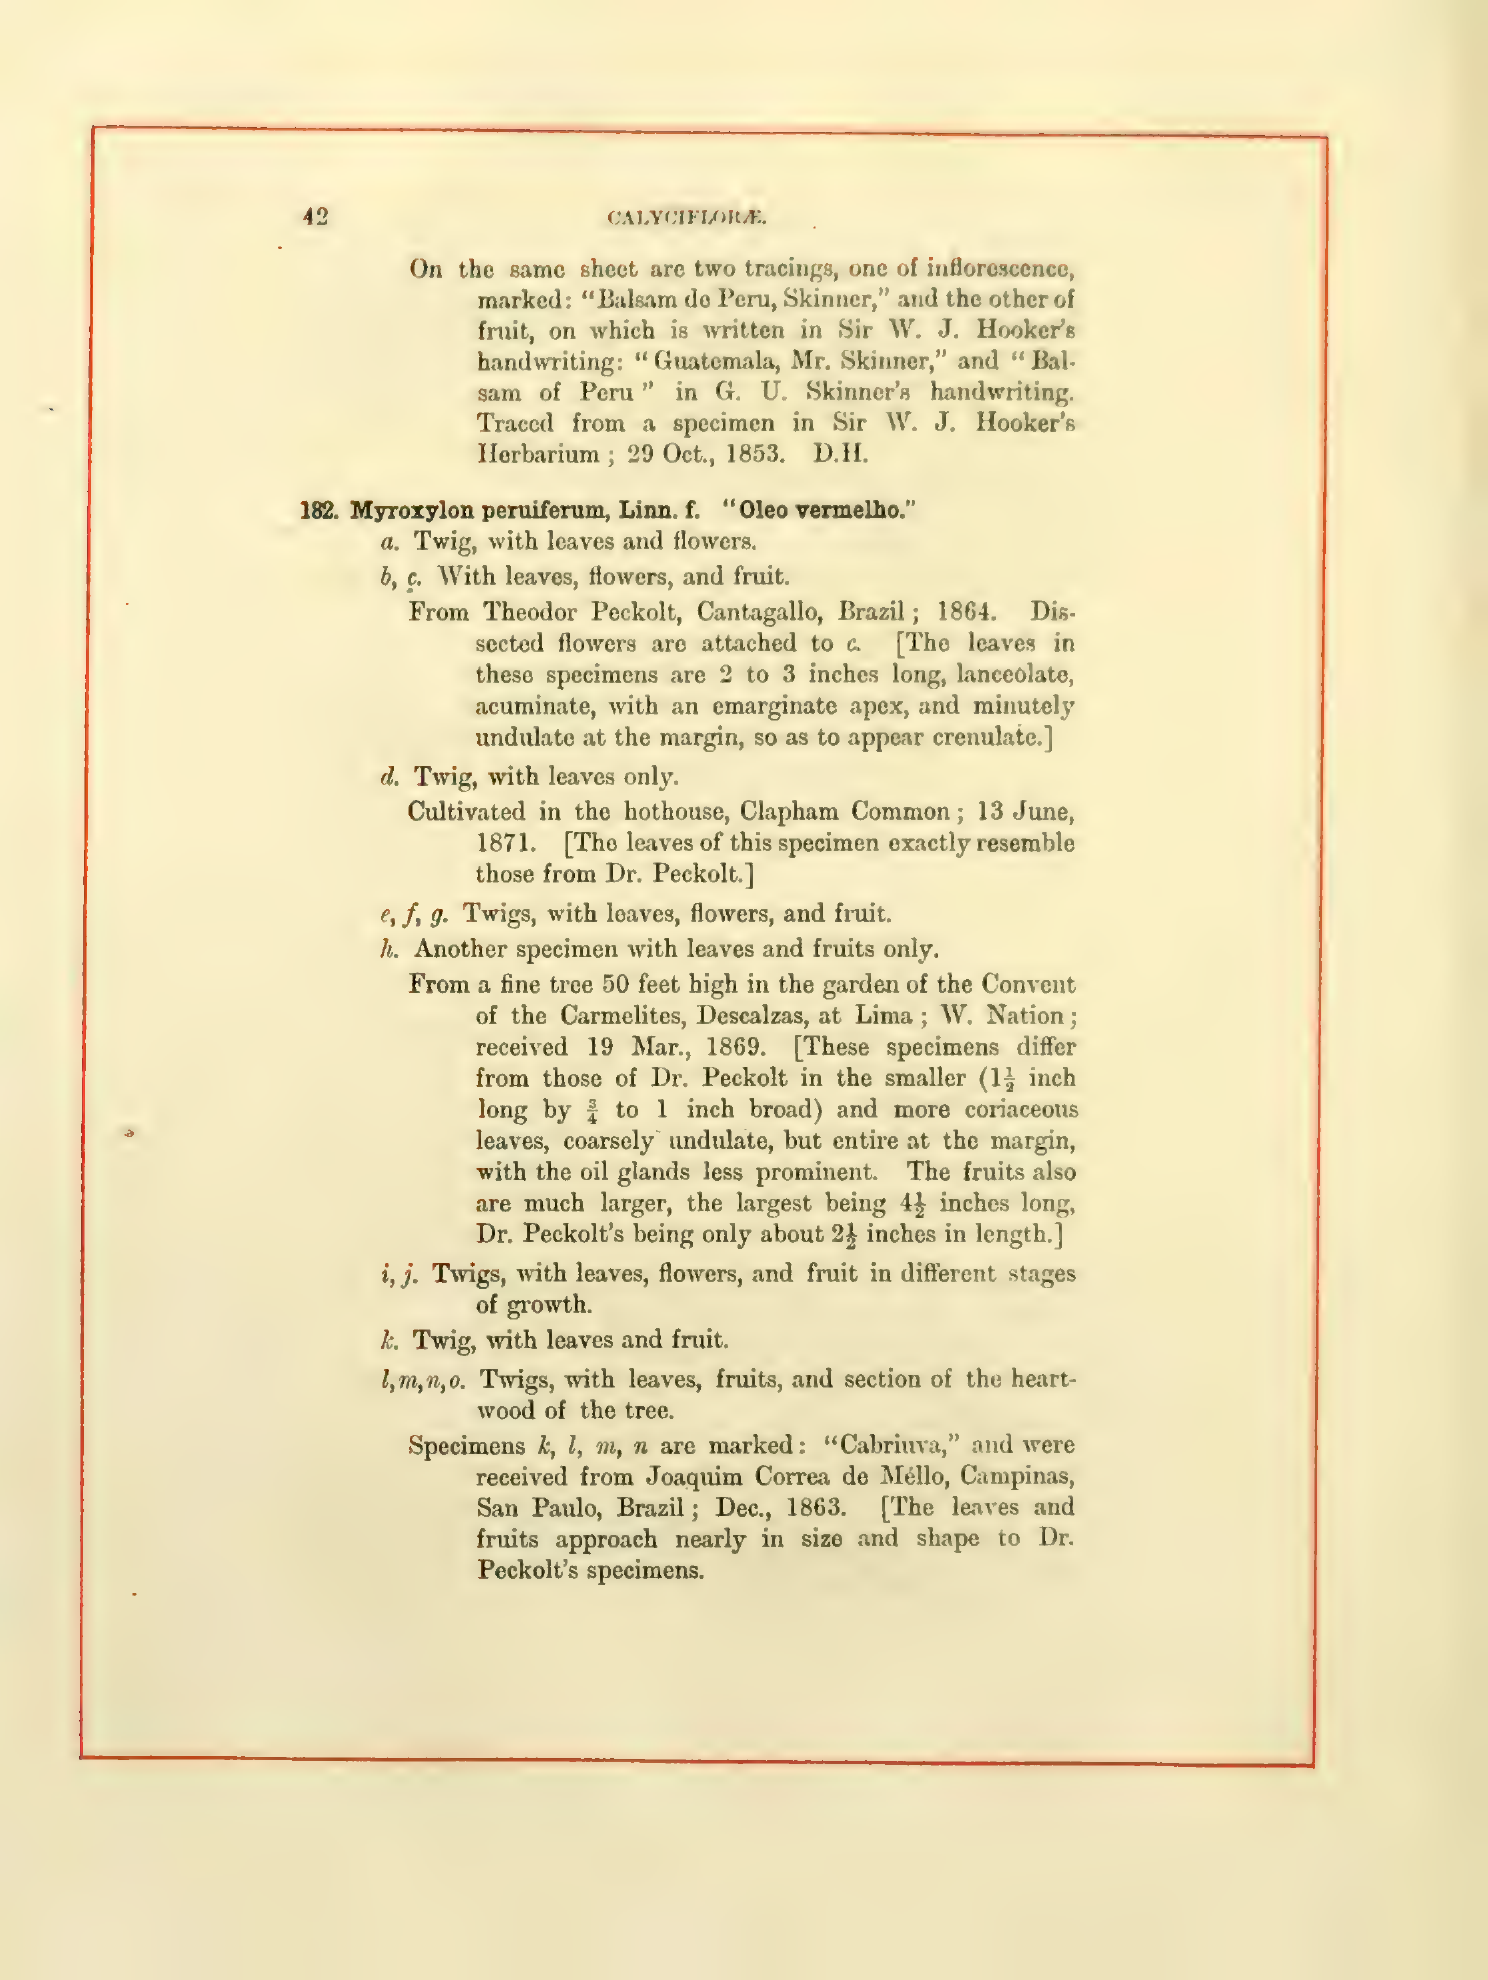 42 CALYCIFLORÆ.
On the same sheet are two tracings, one of inflorescence,
marked: “Balsam de Peru, Skinner,” and the other of
fruit, on which is written in Sir W. J. Hooker’s
handwriting: “Guatemala, Mr. Skinner,” and “Bal-
sam of Peru” in G. U. Skinner’s handwriting.
Traced from a specimen in Sir W. J. Hooker’s
Herbarium; 29 Oct., 1853. D.H.
182. Myroxylon peruiferum, Linn. f. “Oleo vermelho.”
a. Twig, with leaves and flowers.
b, c. With leaves, flowers, and fruit.
From Theodor Peckolt, Cantagallo, Brazil; 1864. Dis-
sected flowers are attached to c. [The leaves in
these specimens are 2 to 3 inches long, lanceolate,
acuminate, with an emarginate apex, and minutely
undulate at the margin, so as to appear crenulate.]
d. Twig, with leaves only.
Cultivated in the hothouse, Clapham Common; 13 June,
1871. [The leaves of this specimen exactly resemble
those from Dr. Peckolt.]
e, f, g. Twigs, with leaves, flowers, and fruit.
h. Another specimen with leaves and fruits only.
From a fine tree 50 feet high in the garden of the Convent
of the Carmelites, Descalzas, at Lima; W. Nation;
received 19 Mar., 1869. [These specimens differ
from those of Dr. Peckolt in the smaller (1½ inch
long by ¾ to 1 inch broad) and more coriaceous
leaves, coarsely undulate, but entire at the margin,
with the oil glands less prominent. The fruits also
are much larger, the largest being 4½ inches long,
Dr. Peckolt’s being only about 2½ inches in length.]
i, j. Twigs, with leaves, flowers, and fruit in different stages
of growth.
k. Twig, with leaves and fruit.
l, m, n, o. Twigs, with leaves, fruits, and section of the heart-
wood of the tree.
Specimens k, l, m, n are marked: “Cabriuva,” and were
received from Joaquim Correa de Méllo, Campinas,
San Paulo, Brazil; Dec., 1863. [The leaves and
fruits approach nearly in size and shape to Dr.
Peckolt’s specimens.